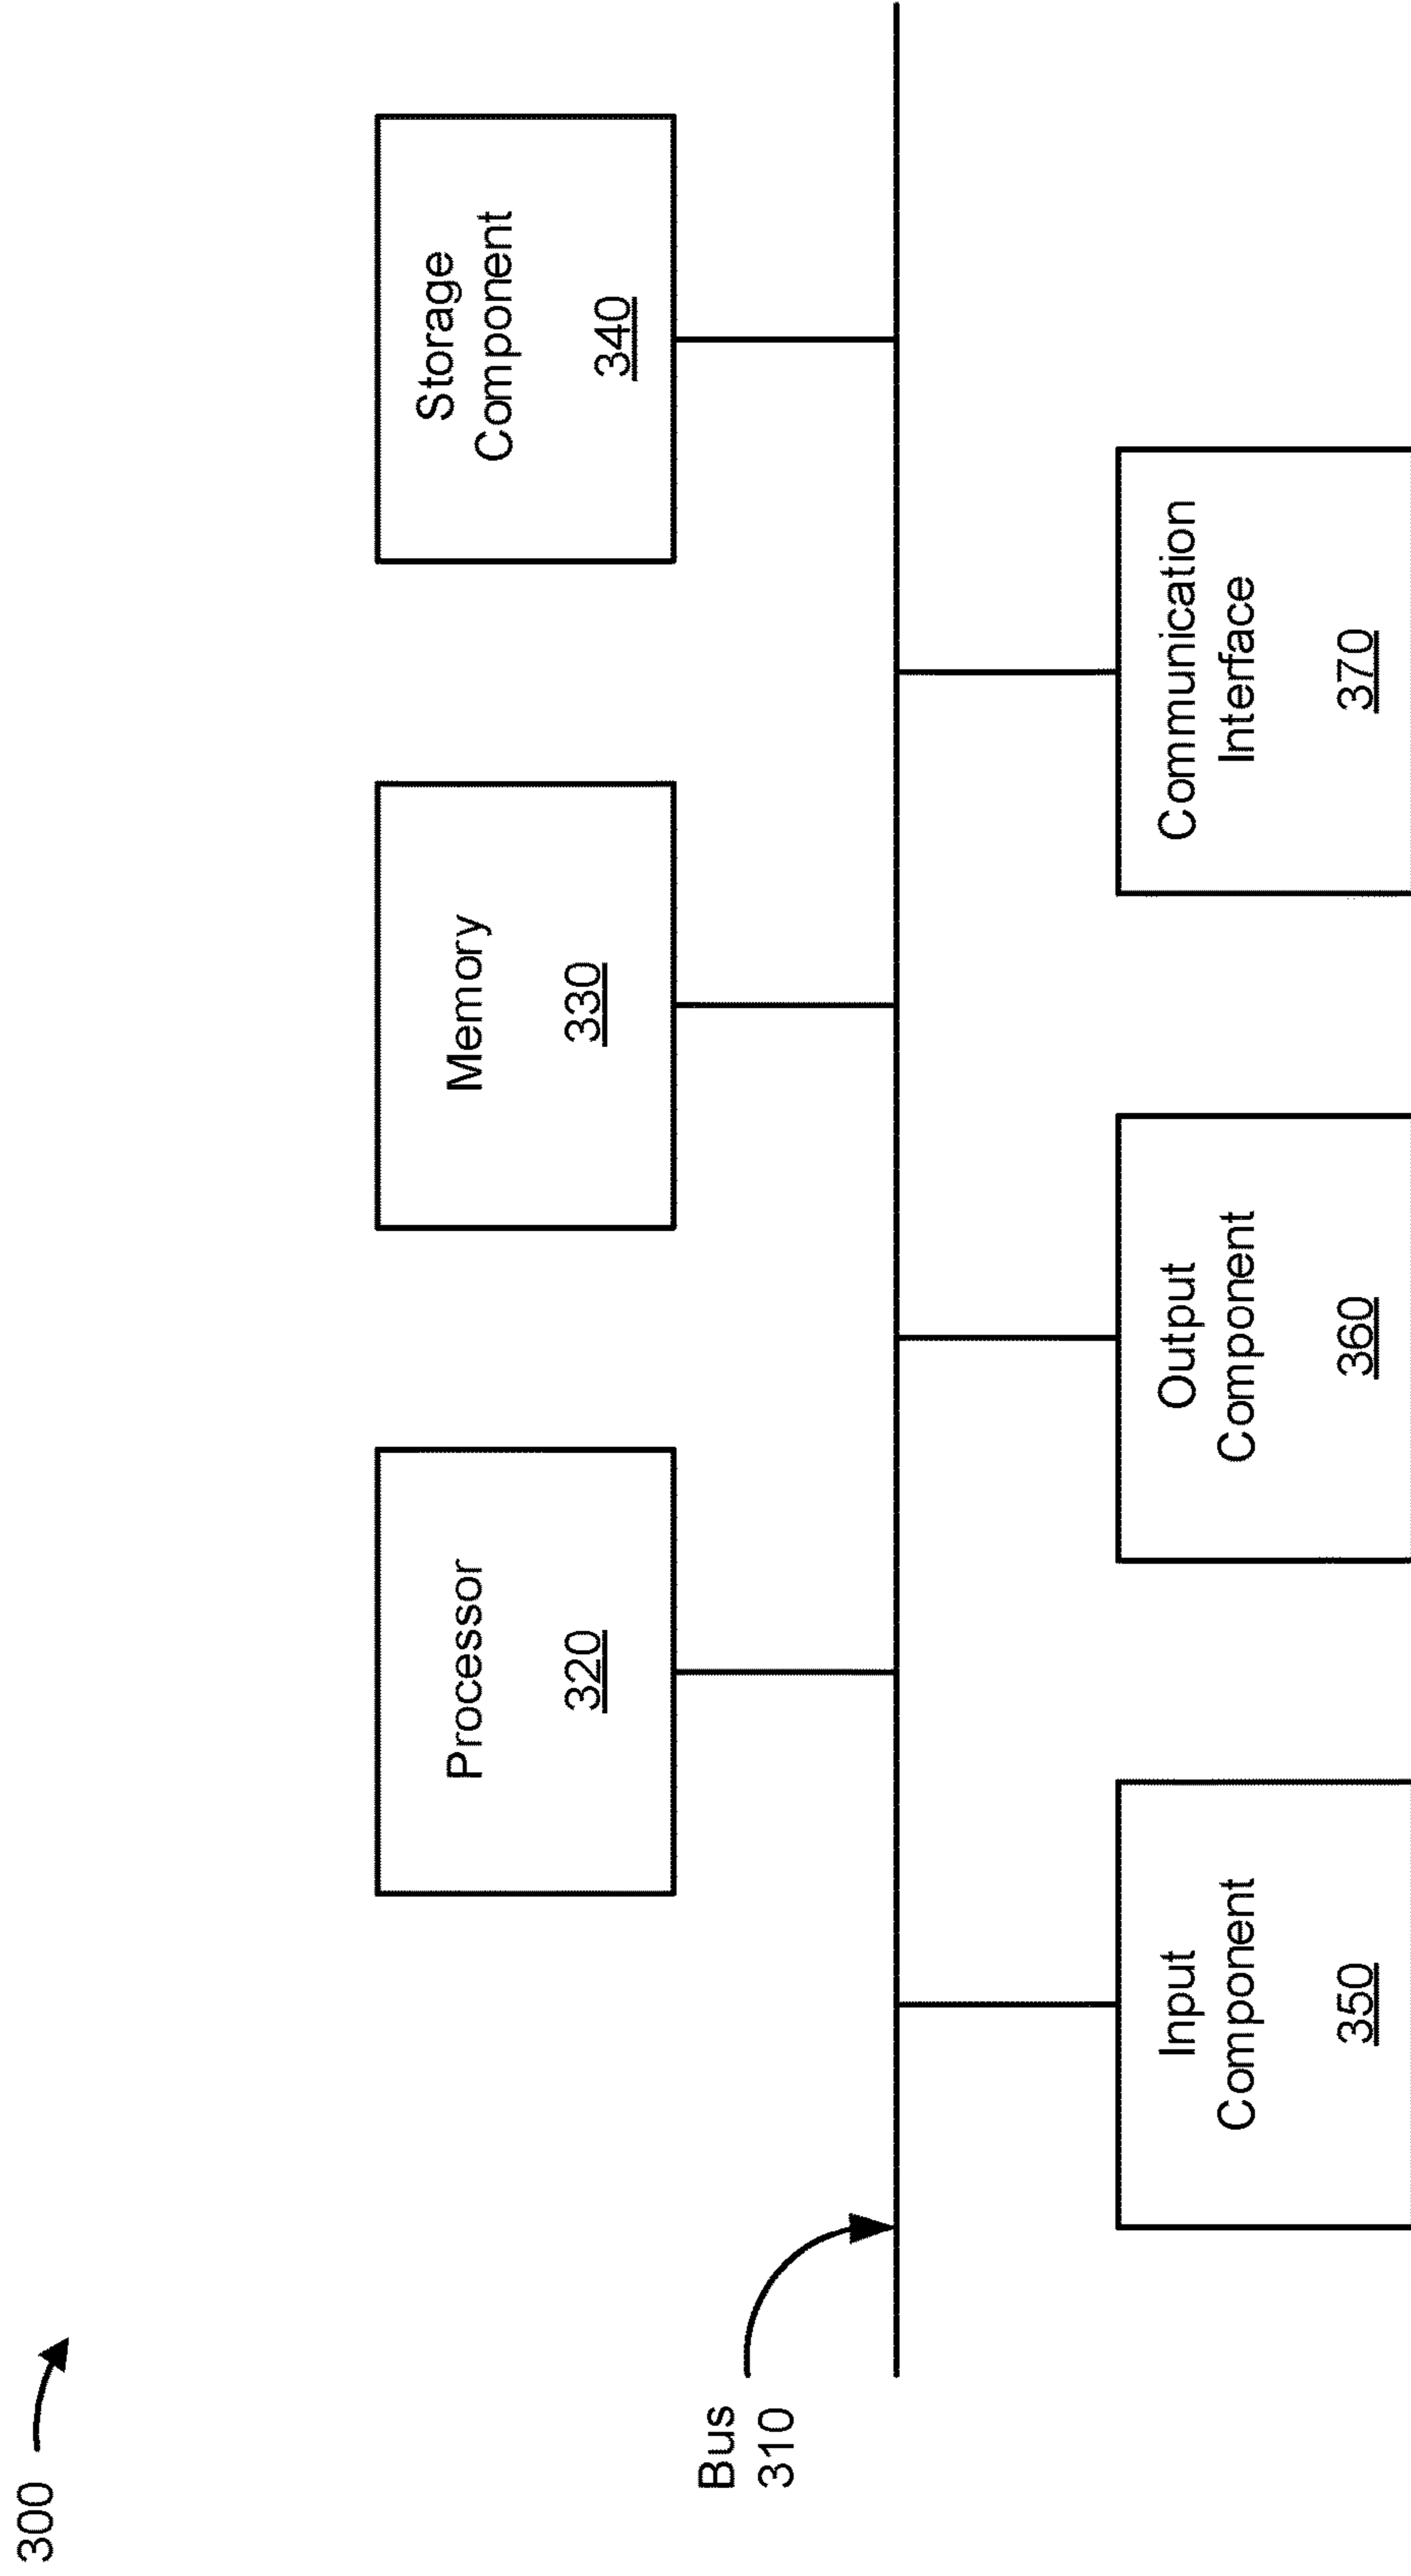 300
Processor
320
Memory
330
Storage
Component
340
Bus
310
Input
Component
350
Output
Component
360
Communication
Interface
370